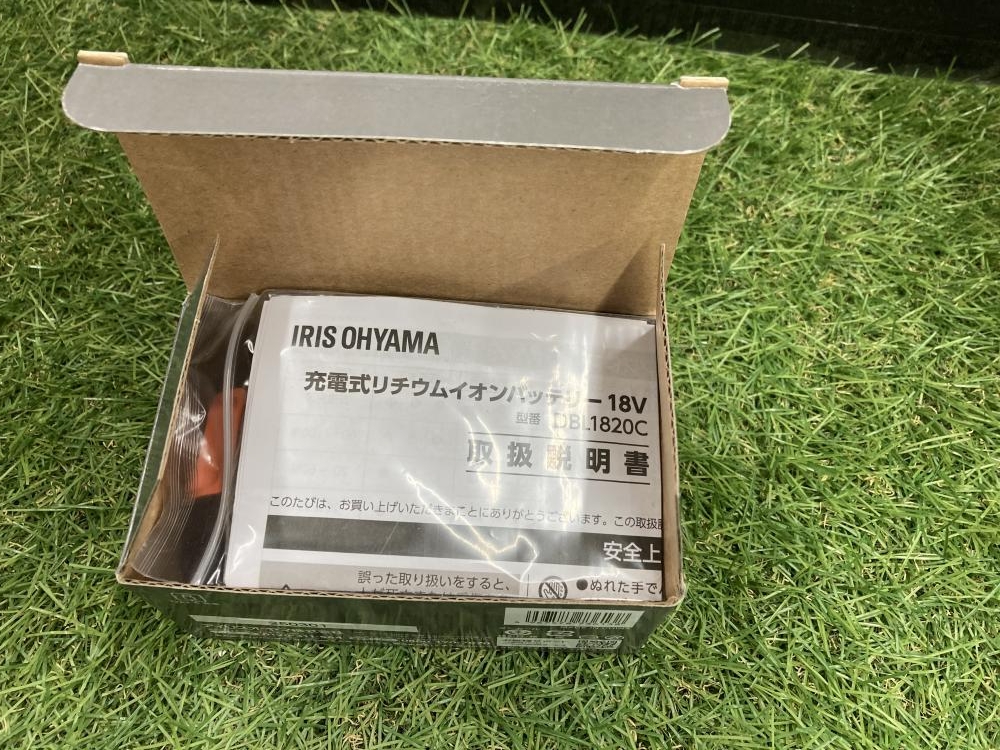 IRIS OHYAMA
充電式リチウムイオンバッテリー 18V
型番 DBL1820C
取扱説明書
このたびは、お買い上げいただきまことにありがとうございます。この取扱
安全上
誤った取り扱いをすると、
●ぬれた手で